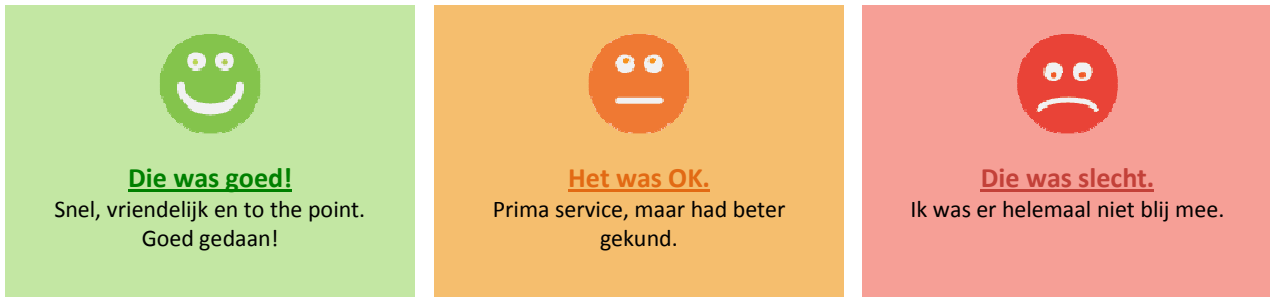 Die was goed!
Snel, vriendelijk en to the point.
Goed gedaan!
Het was OK.
Prima service, maar had beter
gekund.
Die was slecht.
Ik was er helemaal niet blij mee.